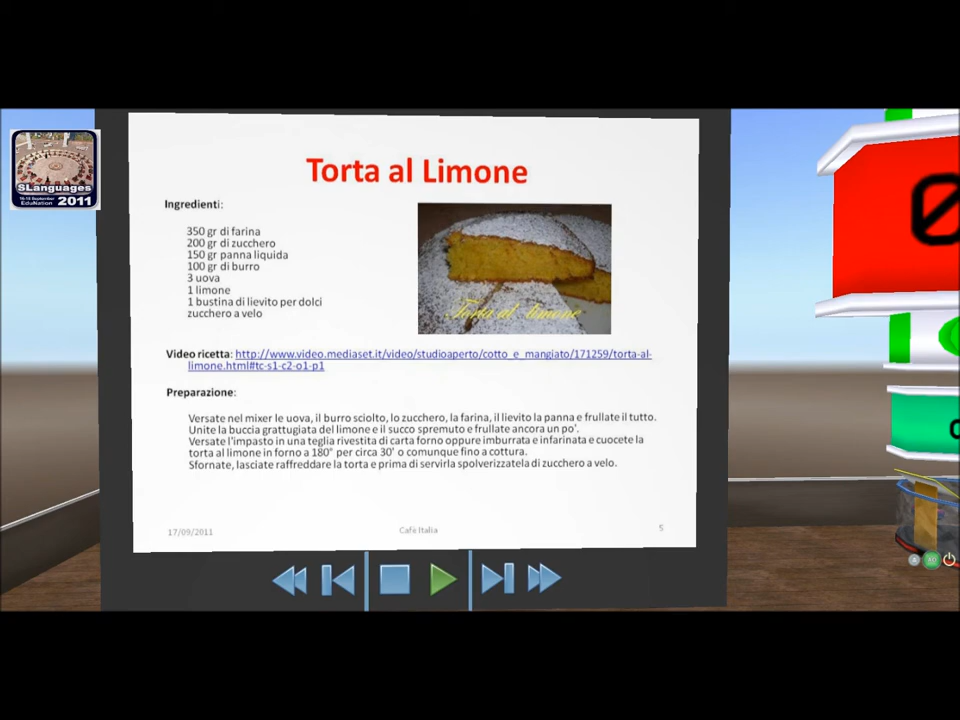 SLanguages
16-18 September
EduNation 2011
Torta al Limone
Ingredienti:
350 gr di farina
200 gr di zucchero
150 gr panna liquida
100 gr di burro
3 uova
1 limone
1 bustina di lievito per dolci
zucchero a velo
Torta al limone
Video ricetta: http://www.video.mediaset.it/video/studioaperto/cotto_e_mangiato/171259/torta-al-
limone.html#tc-s1-c2-o1-p1
Preparazione:
Versate nel mixer le uova, il burro sciolto, lo zucchero, la farina, il lievito la panna e frullate il tutto.
Unite la buccia grattugiata del limone e il succo spremuto e frullate ancora un po'.
Versate l'impasto in una teglia rivestita di carta forno oppure imburrata e infarinata e cuocete la
torta al limone in forno a 180° per circa 30' o comunque fino a cottura.
Sfornate, lasciate raffreddare la torta e prima di servirla spolverizzatela di zucchero a velo.
17/09/2011 Cafè Italia 5